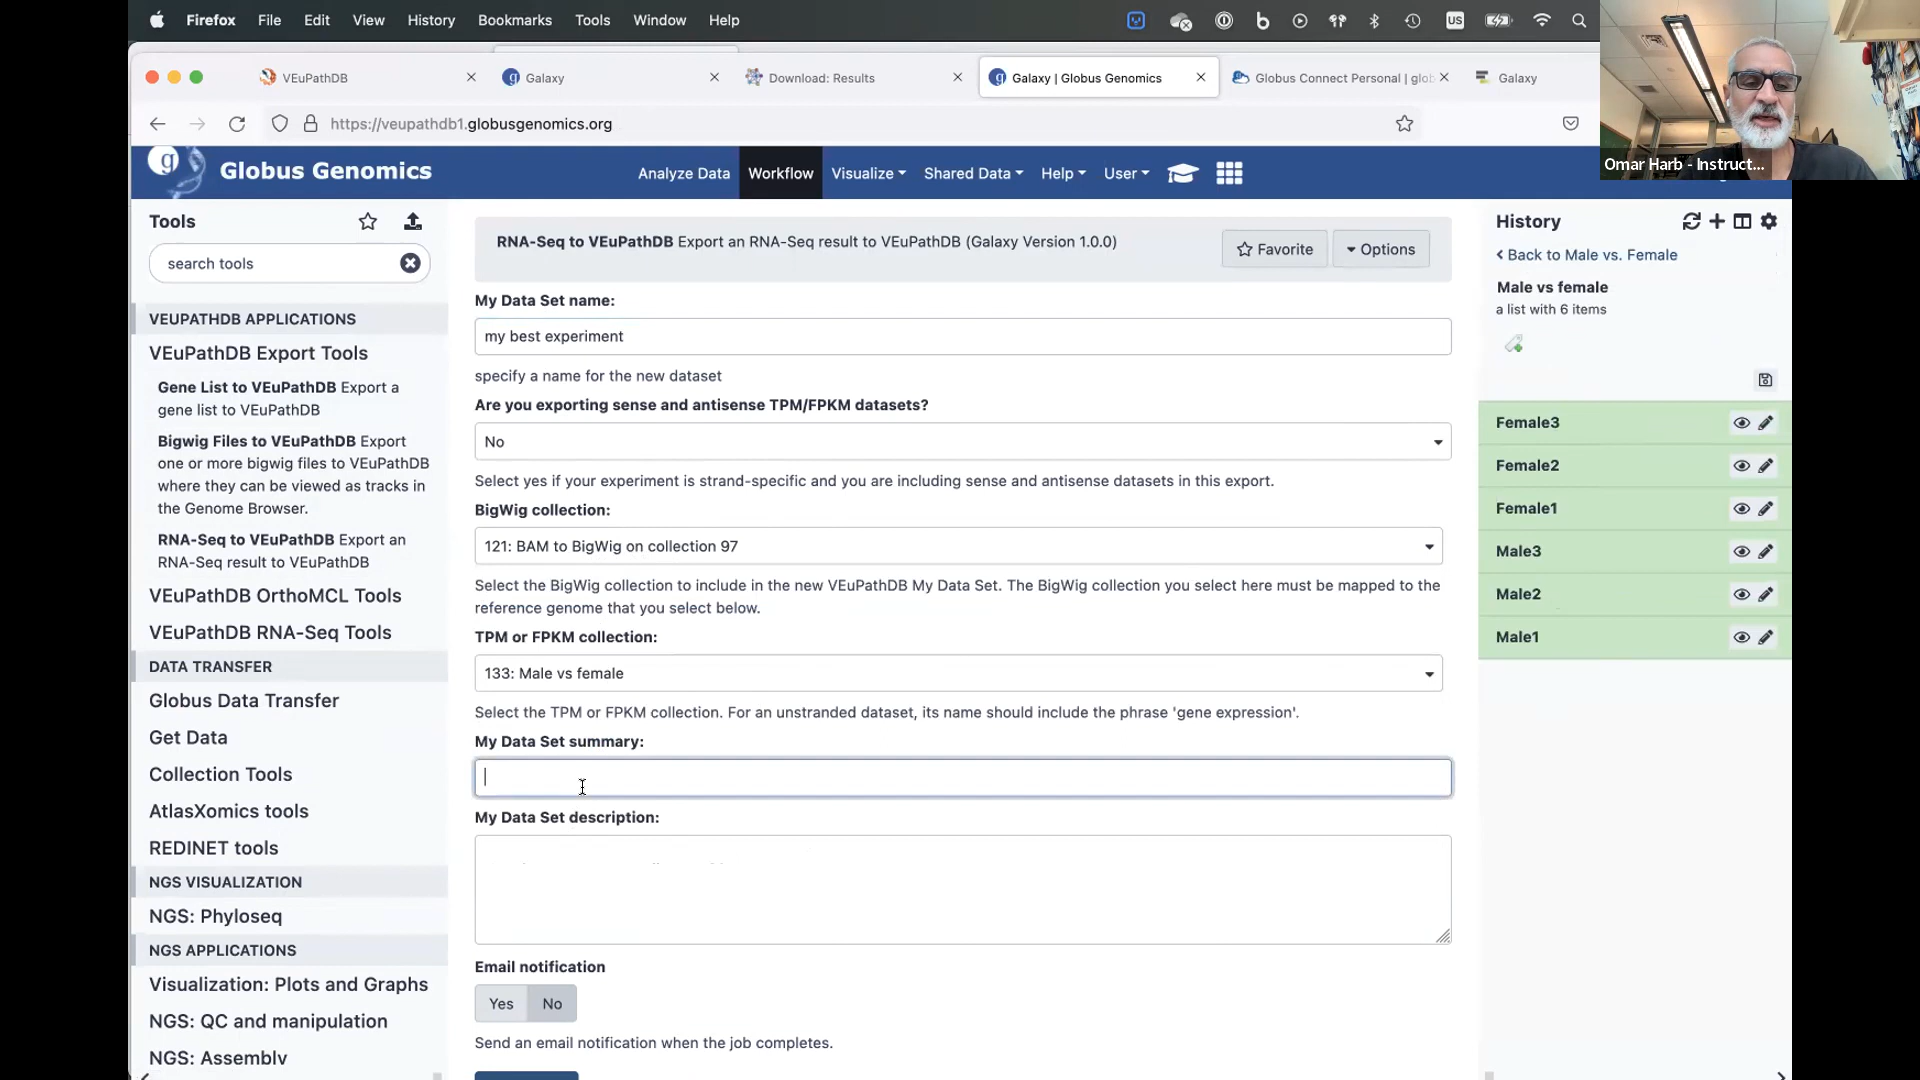 Firefox File Edit View History Bookmarks Tools Window Help US
VEuPathDB Galaxy Download: Results Galaxy | Globus Genomics Globus Connect Personal | glob Galaxy
https://veupathdb1.globusgenomics.org
Omar Harb - Instruct...
g Globus Genomics Analyze Data Workflow Visualize Shared Data Help User
Tools
search tools
VEUPATHDB APPLICATIONS
VEuPathDB Export Tools
Gene List to VEuPathDB Export a
gene list to VEuPathDB
Bigwig Files to VEuPathDB Export
one or more bigwig files to VEuPathDB
where they can be viewed as tracks in
the Genome Browser.
RNA-Seq to VEuPathDB Export an
RNA-Seq result to VEuPathDB
VEuPathDB OrthoMCL Tools
VEuPathDB RNA-Seq Tools
DATA TRANSFER
Globus Data Transfer
Get Data
Collection Tools
AtlasXomics tools
REDINET tools
NGS VISUALIZATION
NGS: Phyloseq
NGS APPLICATIONS
Visualization: Plots and Graphs
NGS: QC and manipulation
NGS: Assembly
RNA-Seq to VEuPathDB Export an RNA-Seq result to VEuPathDB (Galaxy Version 1.0.0)
Favorite Options
My Data Set name:
my best experiment
specify a name for the new dataset
Are you exporting sense and antisense TPM/FPKM datasets?
No
Select yes if your experiment is strand-specific and you are including sense and antisense datasets in this export.
BigWig collection:
121: BAM to BigWig on collection 97
Select the BigWig collection to include in the new VEuPathDB My Data Set. The BigWig collection you select here must be mapped to the
reference genome that you select below.
TPM or FPKM collection:
133: Male vs female
Select the TPM or FPKM collection. For an unstranded dataset, its name should include the phrase 'gene expression'.
My Data Set summary:
My Data Set description:
Email notification
Yes No
Send an email notification when the job completes.
History
Back to Male vs. Female
Male vs female
a list with 6 items
Female3
Female2
Female1
Male3
Male2
Male1